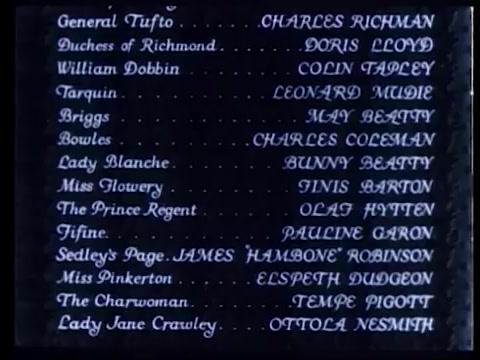 General Tufto . . . . . . . . CHARLES RICHMAN
Duchess of Richmond . . . . . . . DORIS LLOYD
William Dobbin . . . . . . . COLIN TAPLEY
Tarquin . . . . . . . . . LEONARD MUDIE
Briggs . . . . . . . . . . . MAY BEATTY
Bowles . . . . . . . . CHARLES COLEMAN
Lady Blanche . . . . . . . BUNNY BEATTY
Miss Flowery . . . . . . . . TINIS BARTON
The Prince Regent . . . . . . OLAF HYTTEN
Fifine . . . . . . . . . . PAULINE GARON
Sedley's Page . JAMES "HAMBONE" ROBINSON
Miss Pinkerton . . . . . ELSPETH DUDGEON
The Charwoman . . . . . . TEMPE PIGOTT
Lady Jane Crawley . . . . OTTOLA NESMITH